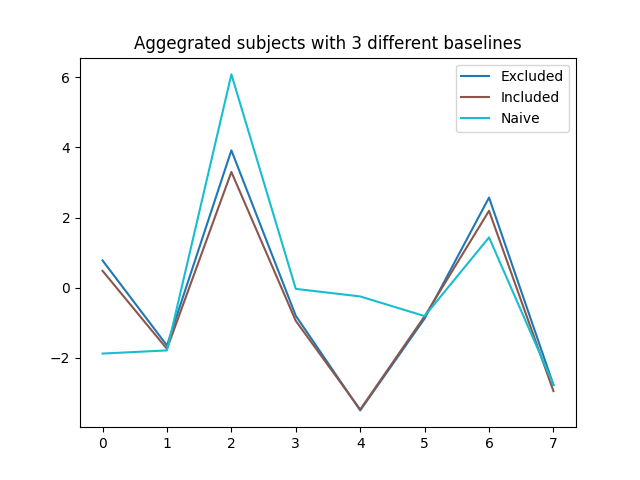 Aggegrated subjects with 3 different baselines
Excluded
Included
Naive
6
4
2
0
−2
0 1 2 3 4 5 6 7